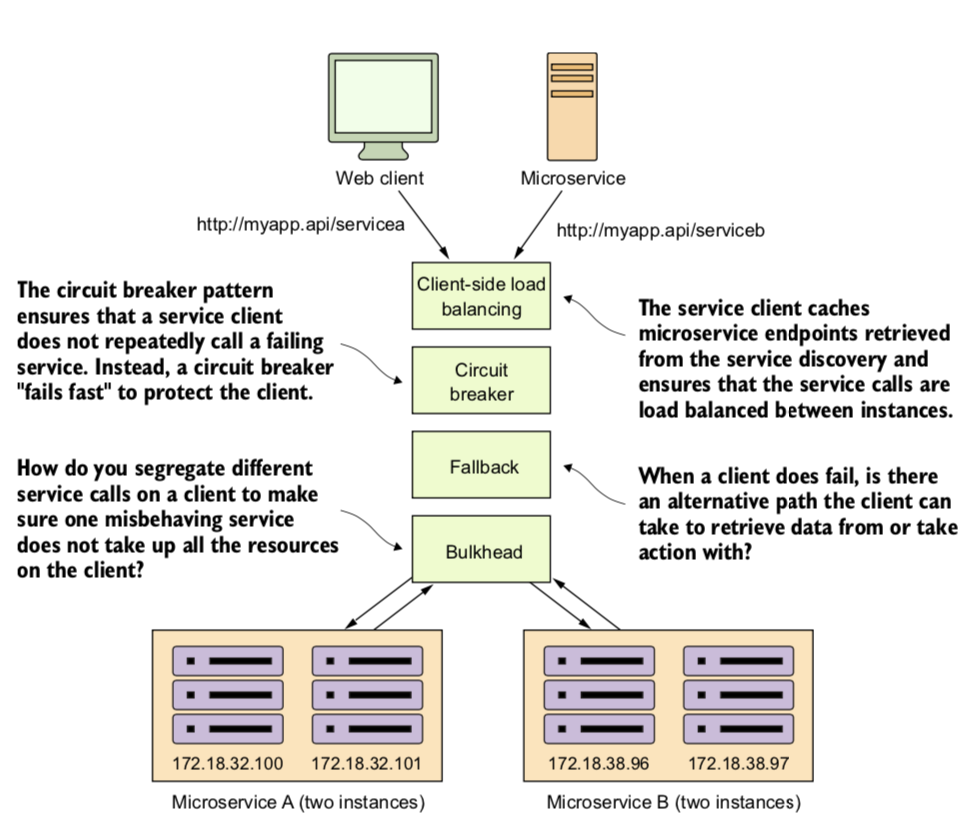 Web client
Microservice
http://myapp.api/servicea
http://myapp.api/serviceb
Client-side load
balancing
The circuit breaker pattern
ensures that a service client
does not repeatedly call a failing
service. Instead, a circuit breaker
"fails fast" to protect the client.
The service client caches
microservice endpoints retrieved
from the service discovery and
ensures that the service calls are
load balanced between instances.
Circuit
breaker
Fallback
How do you segregate different
service calls on a client to make
sure one misbehaving service
does not take up all the resources
on the client?
When a client does fail, is there
an alternative path the client can
take to retrieve data from or take
action with?
Bulkhead
172.18.32.100
172.18.32.101
172.18.38.96
172.18.38.97
Microservice A (two instances)
Microservice B (two instances)